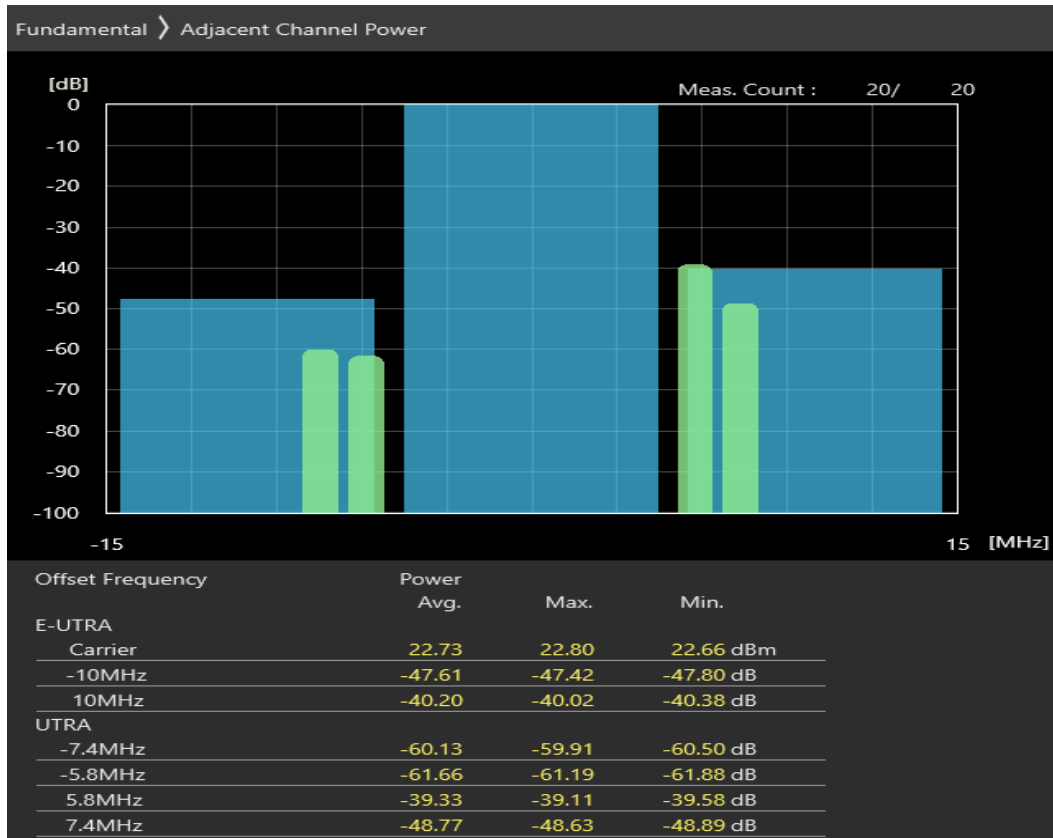 Fundamental 〉 Adjacent Channel Power
[dB]
Meas. Count : 20/ 20
0
-10
-20
-30
-40
-50
-60
-70
-80
-90
-100
-15 15 [MHz]
Offset Frequency Power
Avg. Max. Min.
E-UTRA
Carrier 22.73 22.80 22.66 dBm
-10MHz -47.61 -47.42 -47.80 dB
10MHz -40.20 -40.02 -40.38 dB
UTRA
-7.4MHz -60.13 -59.91 -60.50 dB
-5.8MHz -61.66 -61.19 -61.88 dB
5.8MHz -39.33 -39.11 -39.58 dB
7.4MHz -48.77 -48.63 -48.89 dB